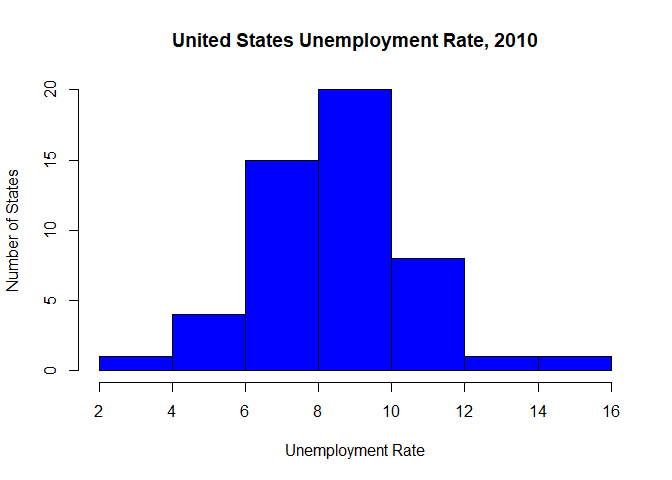 United States Unemployment Rate, 2010
Number of States
20
15
10
5
0
2 4 6 8 10 12 14 16
Unemployment Rate